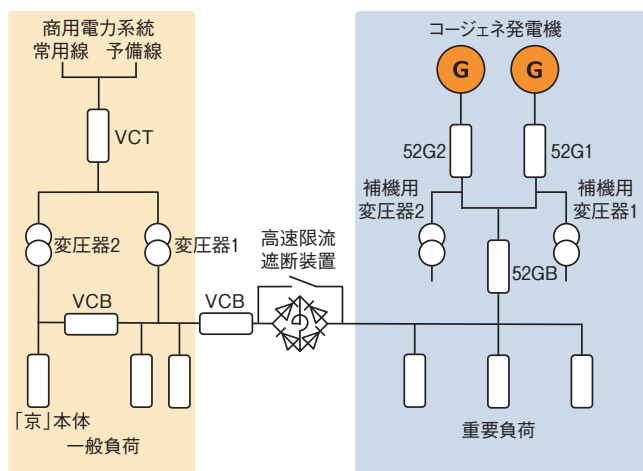 商用電力系統
常用線 予備線
VCT
変圧器2
変圧器1
VCB
VCB
高速限流
遮断装置
「京」本体
一般負荷
コージェネ発電機
G
G
52G2
52G1
補機用
変圧器2
補機用
変圧器1
52GB
重要負荷